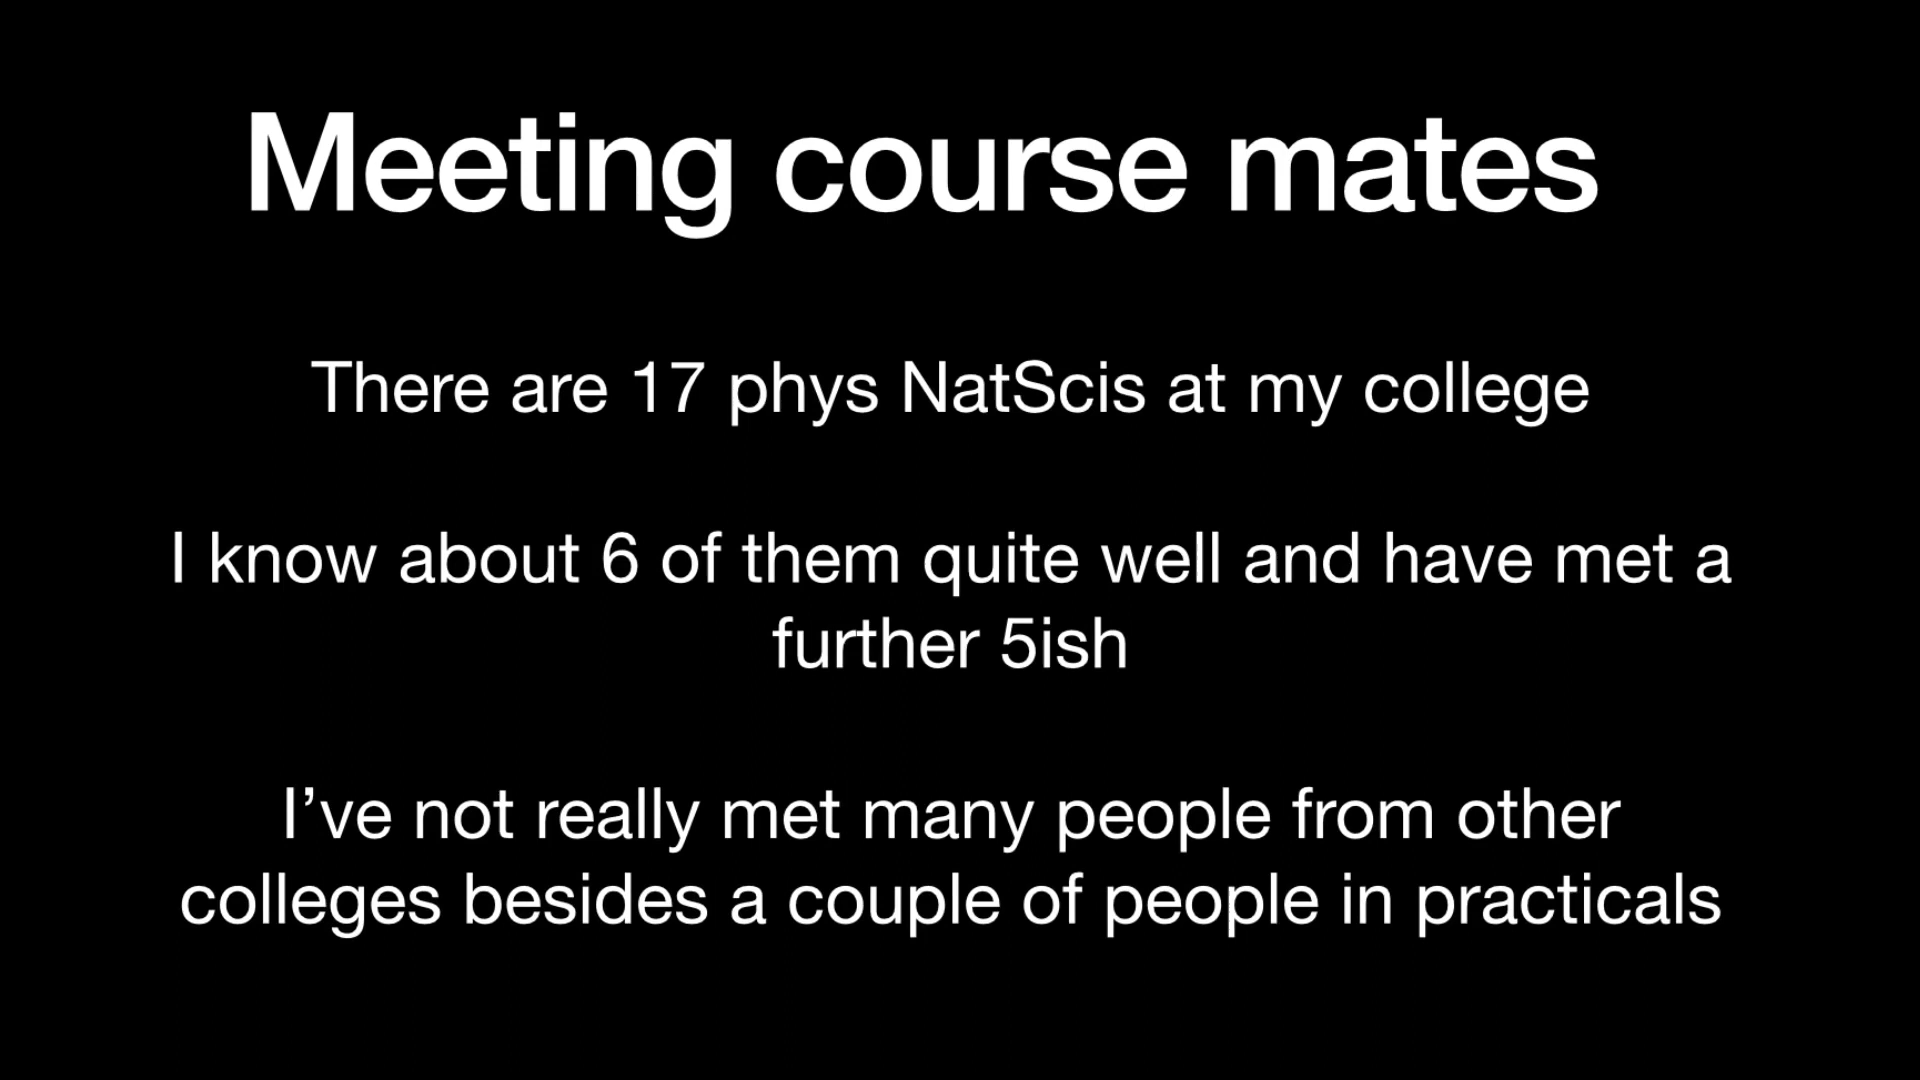 Meeting course mates
There are 17 phys NatScis at my college
I know about 6 of them quite well and have met a
further 5ish
I’ve not really met many people from other
colleges besides a couple of people in practicals